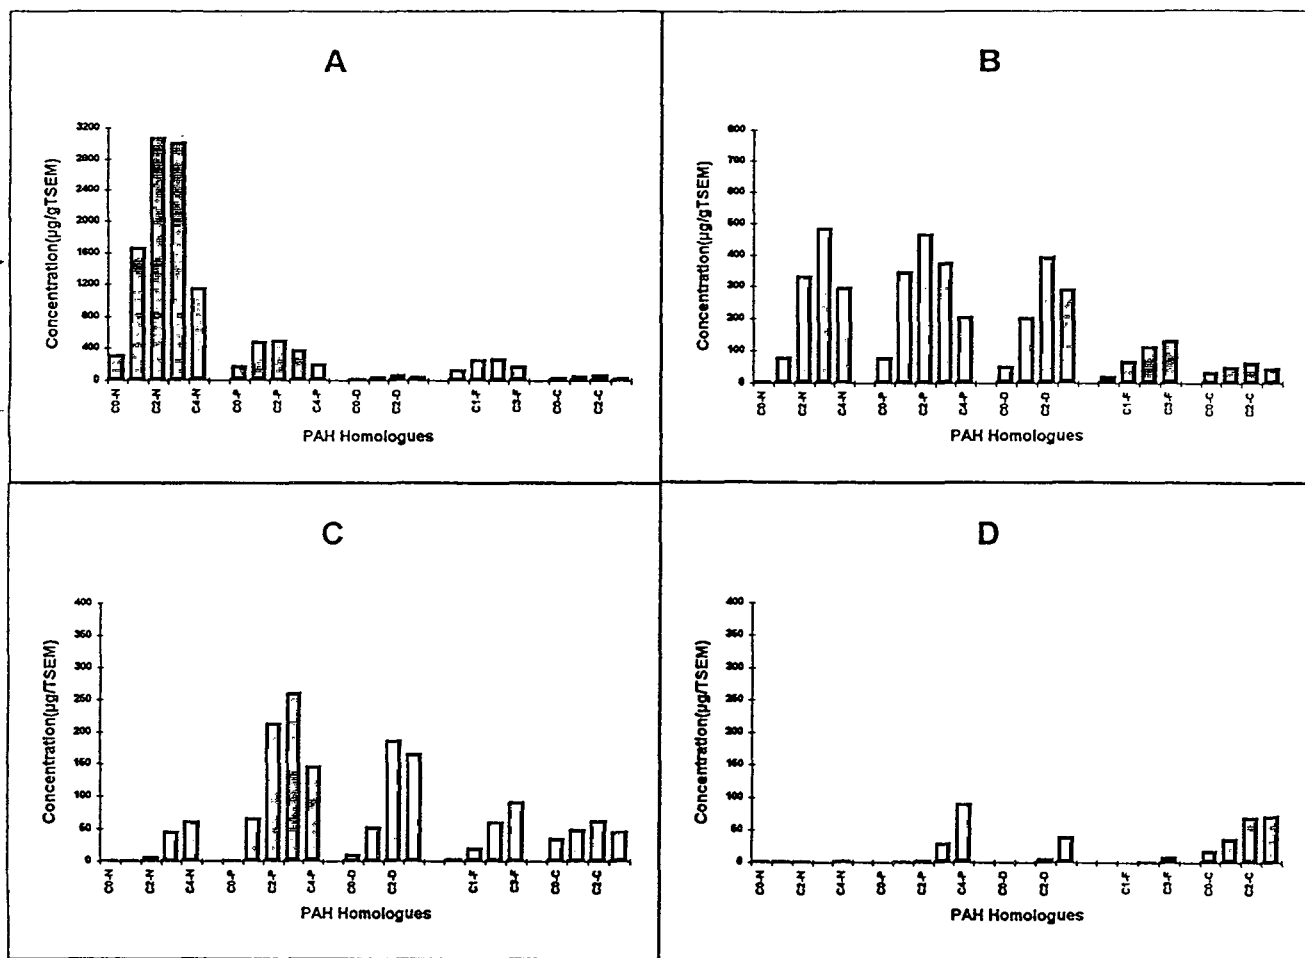 A
Concentration(µg/gTSEM)
3200
2800
2400
2000
1600
1200
800
400
0
C0-N
C2-N
C4-N
C0-P
C2-P
C4-P
C0-D
C2-D
C1-F
C3-F
C0-C
C2-C
PAH Homologues
B
Concentration(µg/gTSEM)
800
700
600
500
400
300
200
100
0
C0-N
C2-N
C4-N
C0-P
C2-P
C4-P
C0-D
C2-D
C1-F
C3-F
C0-C
C2-C
PAH Homologues
C
Concentration(µg/TSEM)
400
350
300
250
200
150
100
50
0
C0-N
C2-N
C4-N
C0-P
C2-P
C4-P
C0-D
C2-D
C1-F
C3-F
C0-C
C2-C
PAH Homologues
D
Concentration(µg/TSEM)
400
350
300
250
200
150
100
50
0
C0-N
C2-N
C4-N
C0-P
C2-P
C4-P
C0-D
C2-D
C1-F
C3-F
C0-C
C2-C
PAH Homologues